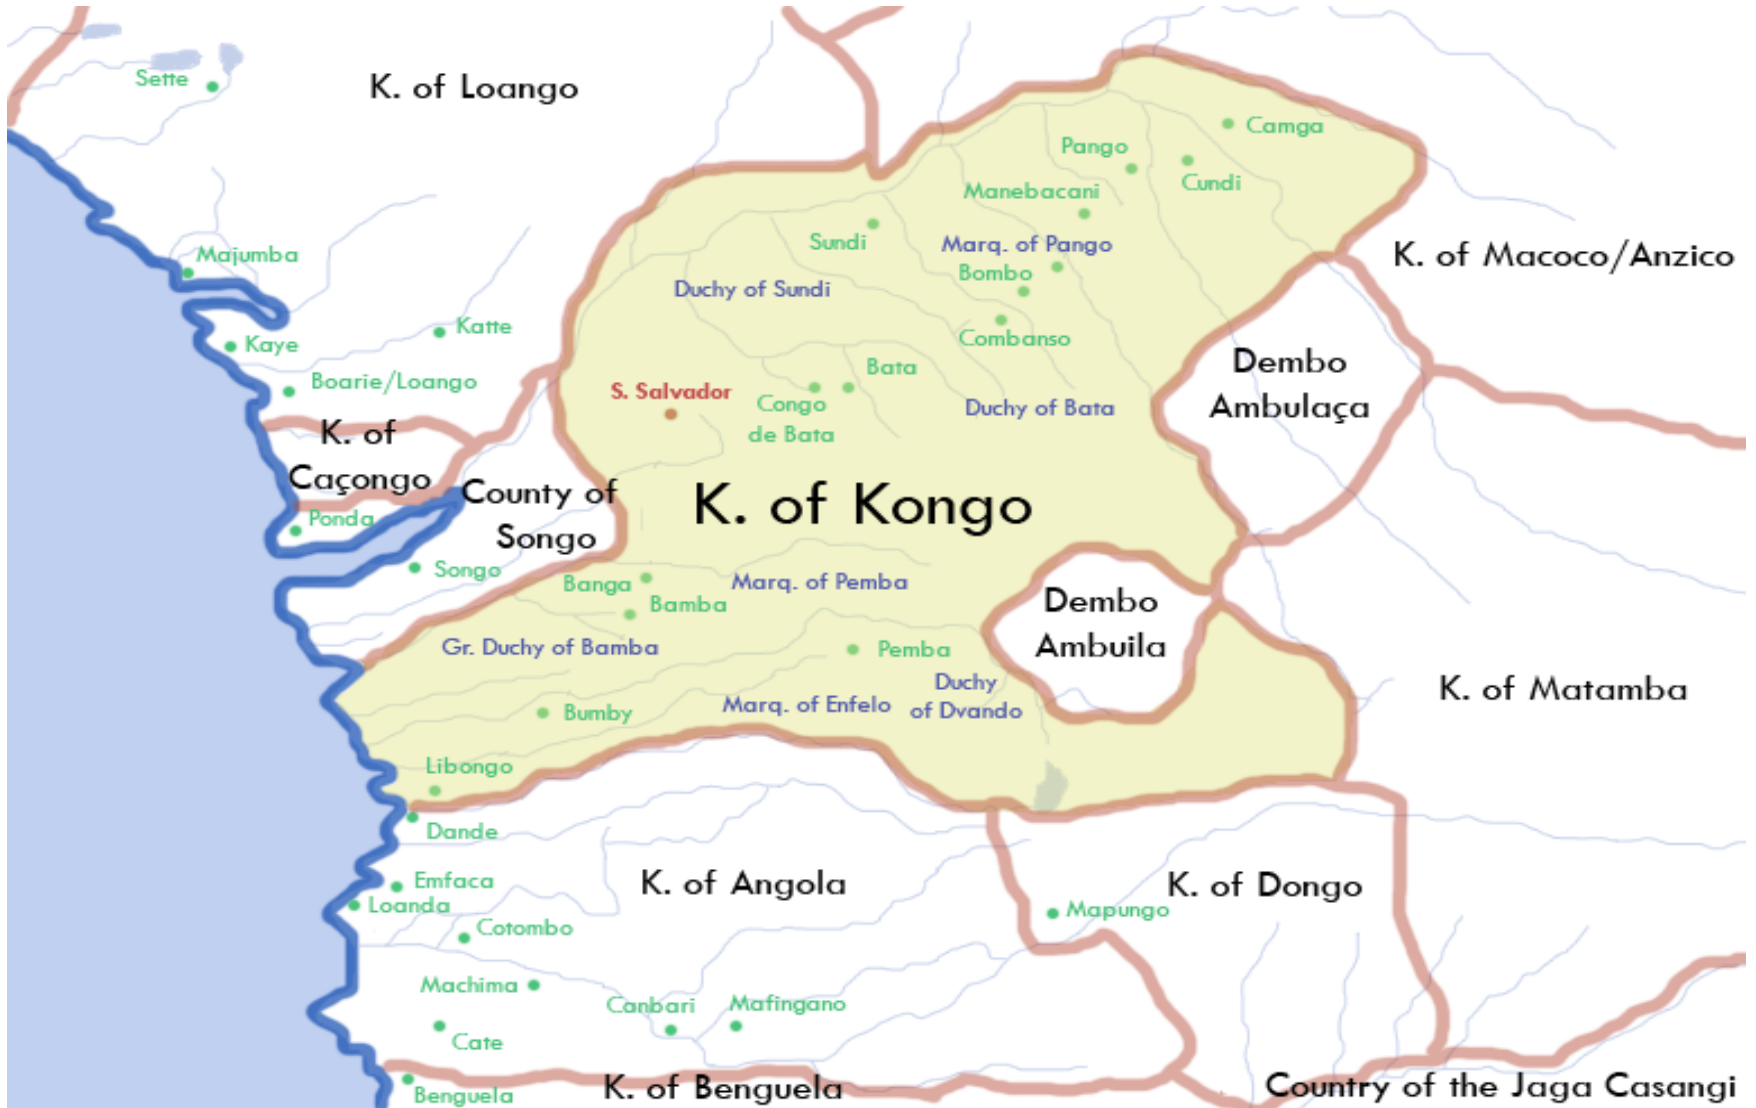 Sette
K. of Loango
Camga
Pango
Cundi
Manebacani
Sundi
Marq. of Pango
Majumba
K. of Macoco/Anzico
Bombo
Duchy of Sundi
Katte
Kaye
Combanso
Dembo
Ambulaça
Bata
Boarie/Loango
S. Salvador
Congo
de Bata
Duchy of Bata
K. of
Caçongo
County of
Songo
K. of Kongo
Ponda
Songo
Banga
Marq. of Pemba
Bamba
Dembo
Ambuila
Gr. Duchy of Bamba
Pemba
Duchy
of Dvando
K. of Matamba
Marq. of Enfelo
Bumby
Libongo
Dande
Emfaca
K. of Angola
K. of Dongo
Loanda
Mapungo
Cotombo
Machima
Canbari
Mafingano
Cate
Benguela
K. of Benguela
Country of the Jaga Casangi